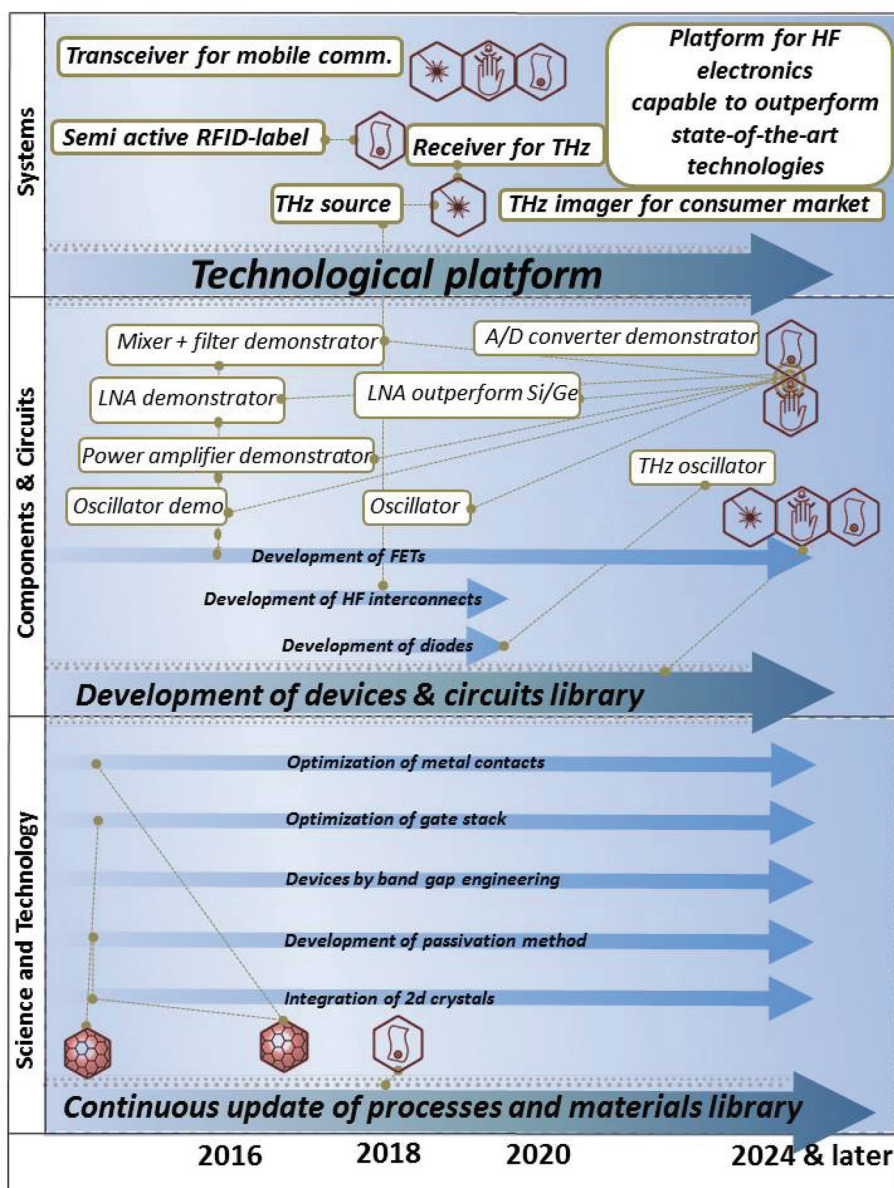 Systems
Transceiver for mobile comm.
Platform for HF
electronics
capable to outperform
state-of-the-art
technologies
Semi active RFID-label
Receiver for THz
THz source
THz imager for consumer market
Technological platform
Components & Circuits
Mixer + filter demonstrator
A/D converter demonstrator
LNA demonstrator
LNA outperform Si/Ge
Power amplifier demonstrator
THz oscillator
Oscillator demo
Oscillator
Development of FETs
Development of HF interconnects
Development of diodes
Development of devices & circuits library
Science and Technology
Optimization of metal contacts
Optimization of gate stack
Devices by band gap engineering
Development of passivation method
Integration of 2d crystals
Continuous update of processes and materials library
2016 2018 2020 2024 & later